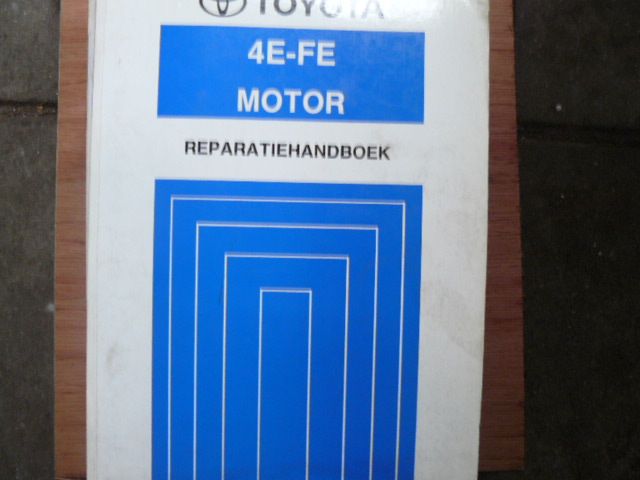 TOYOTA
4E-FE
MOTOR
REPARATIEHANDBOEK